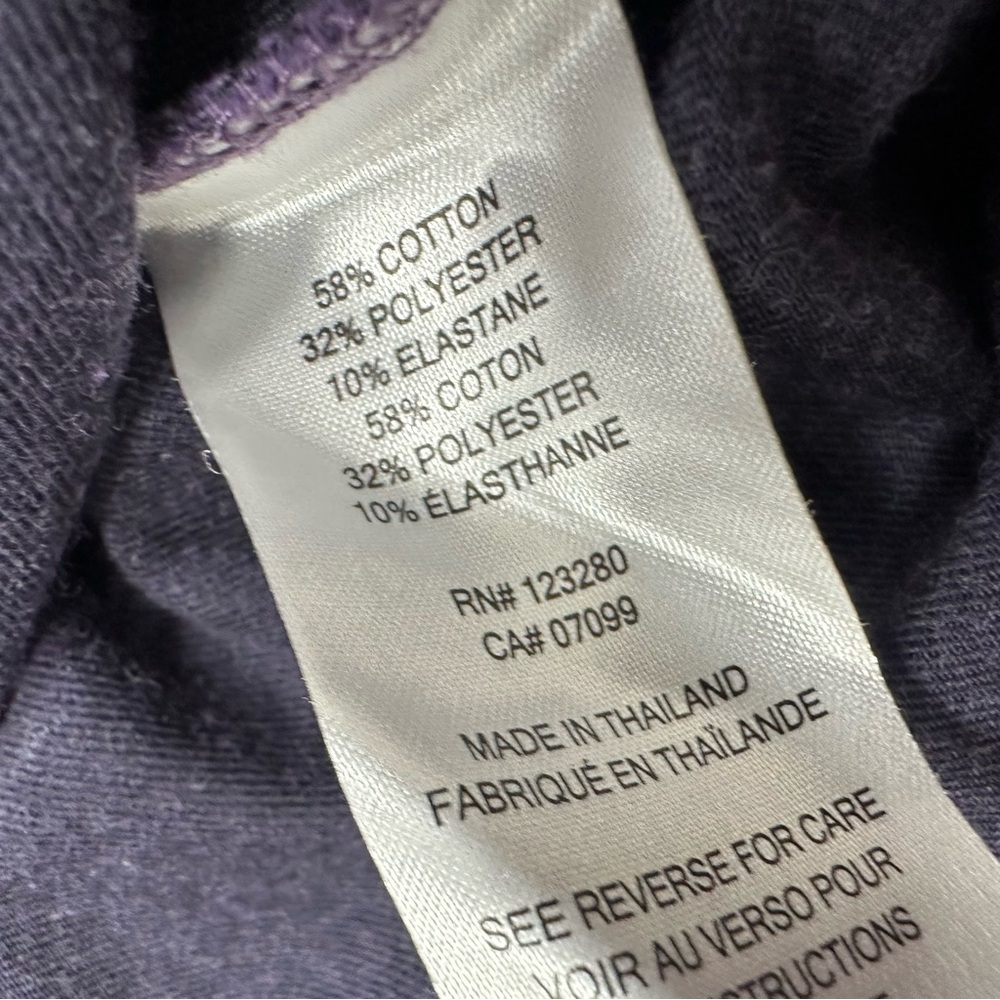 58% COTTON
32% POLYESTER
10% ELASTANE
58% COTON
32% POLYESTER
10% ÉLASTHANNE
RN# 123280
CA# 07099
MADE IN THAILAND
FABRIQUÉ EN THAÏLANDE
SEE REVERSE FOR CARE
VOIR AU VERSO POUR